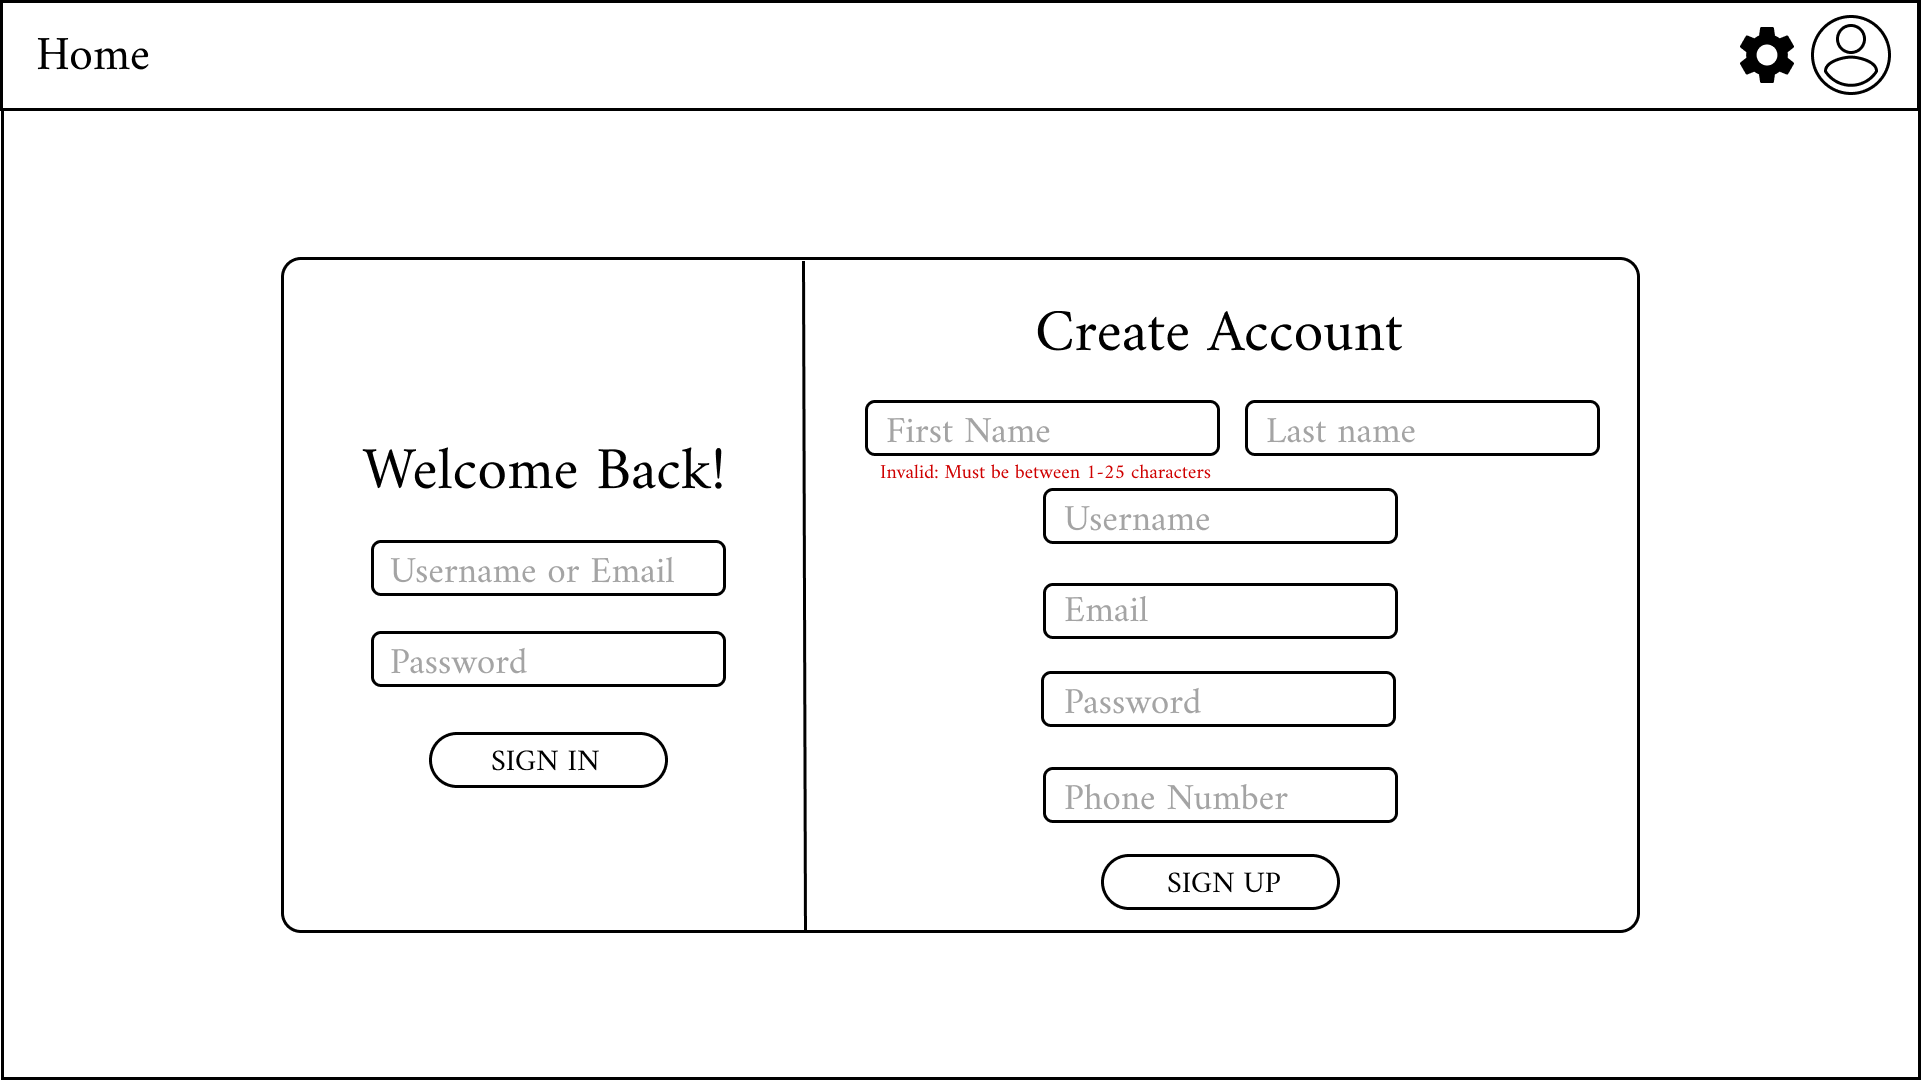 Home
Welcome Back!
Username or Email
Password
SIGN IN
Create Account
First Name
Last name
Invalid: Must be between 1-25 characters
Username
Email
Password
Phone Number
SIGN UP